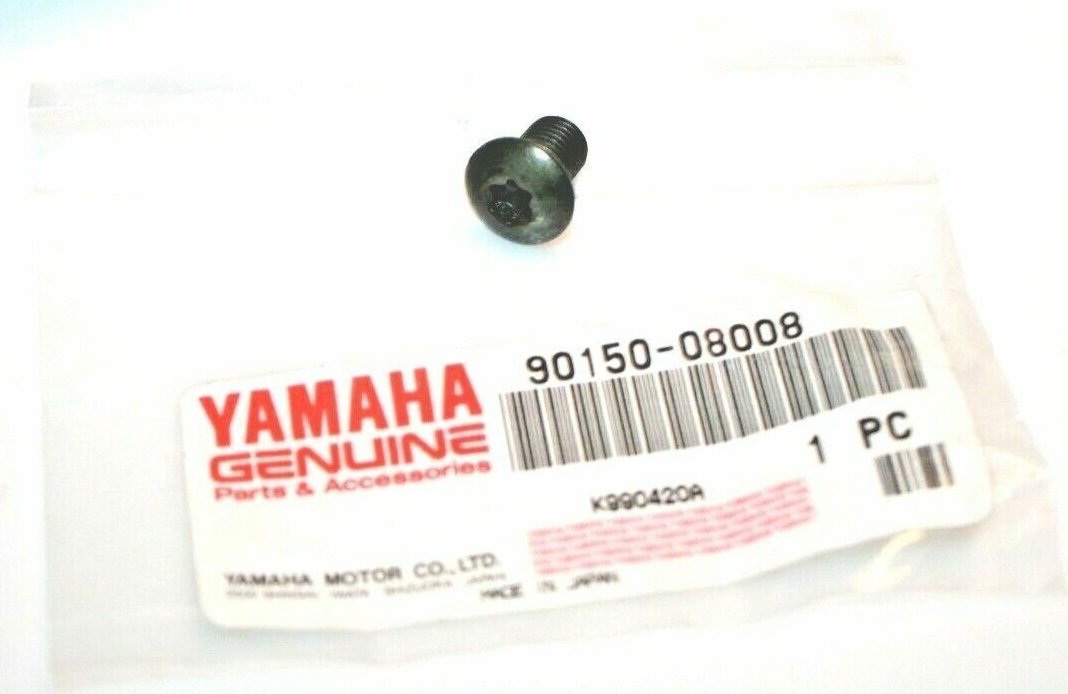 90150-08008
YAMAHA
GENUINE
Parts & Accessories
1 PC
K990420A
YAMAHA MOTOR CO., LTD.
MADE IN JAPAN